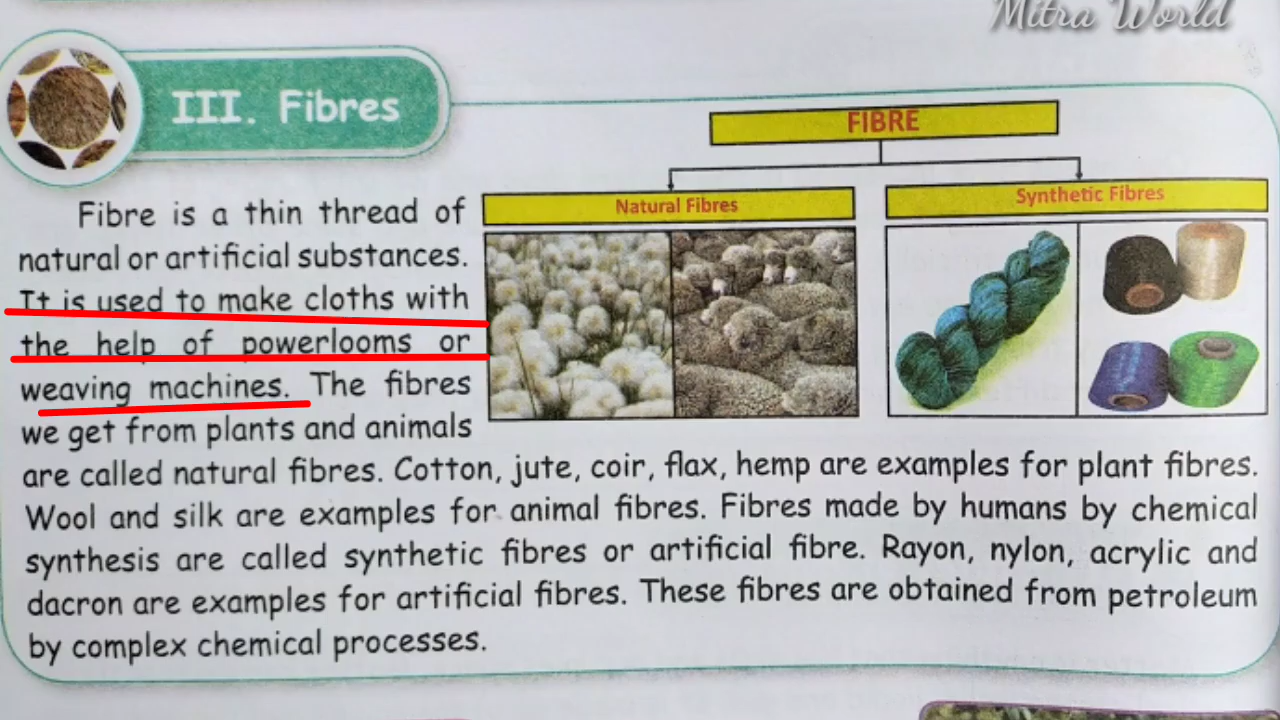 Mitra World
III. Fibres
FIBRE
Natural Fibres
Synthetic Fibres
Fibre is a thin thread of
natural or artificial substances.
It is used to make cloths with
the help of powerlooms or
weaving machines. The fibres
we get from plants and animals
are called natural fibres. Cotton, jute, coir, flax, hemp are examples for plant fibres.
Wool and silk are examples for animal fibres. Fibres made by humans by chemical
synthesis are called synthetic fibres or artificial fibre. Rayon, nylon, acrylic and
dacron are examples for artificial fibres. These fibres are obtained from petroleum
by complex chemical processes.